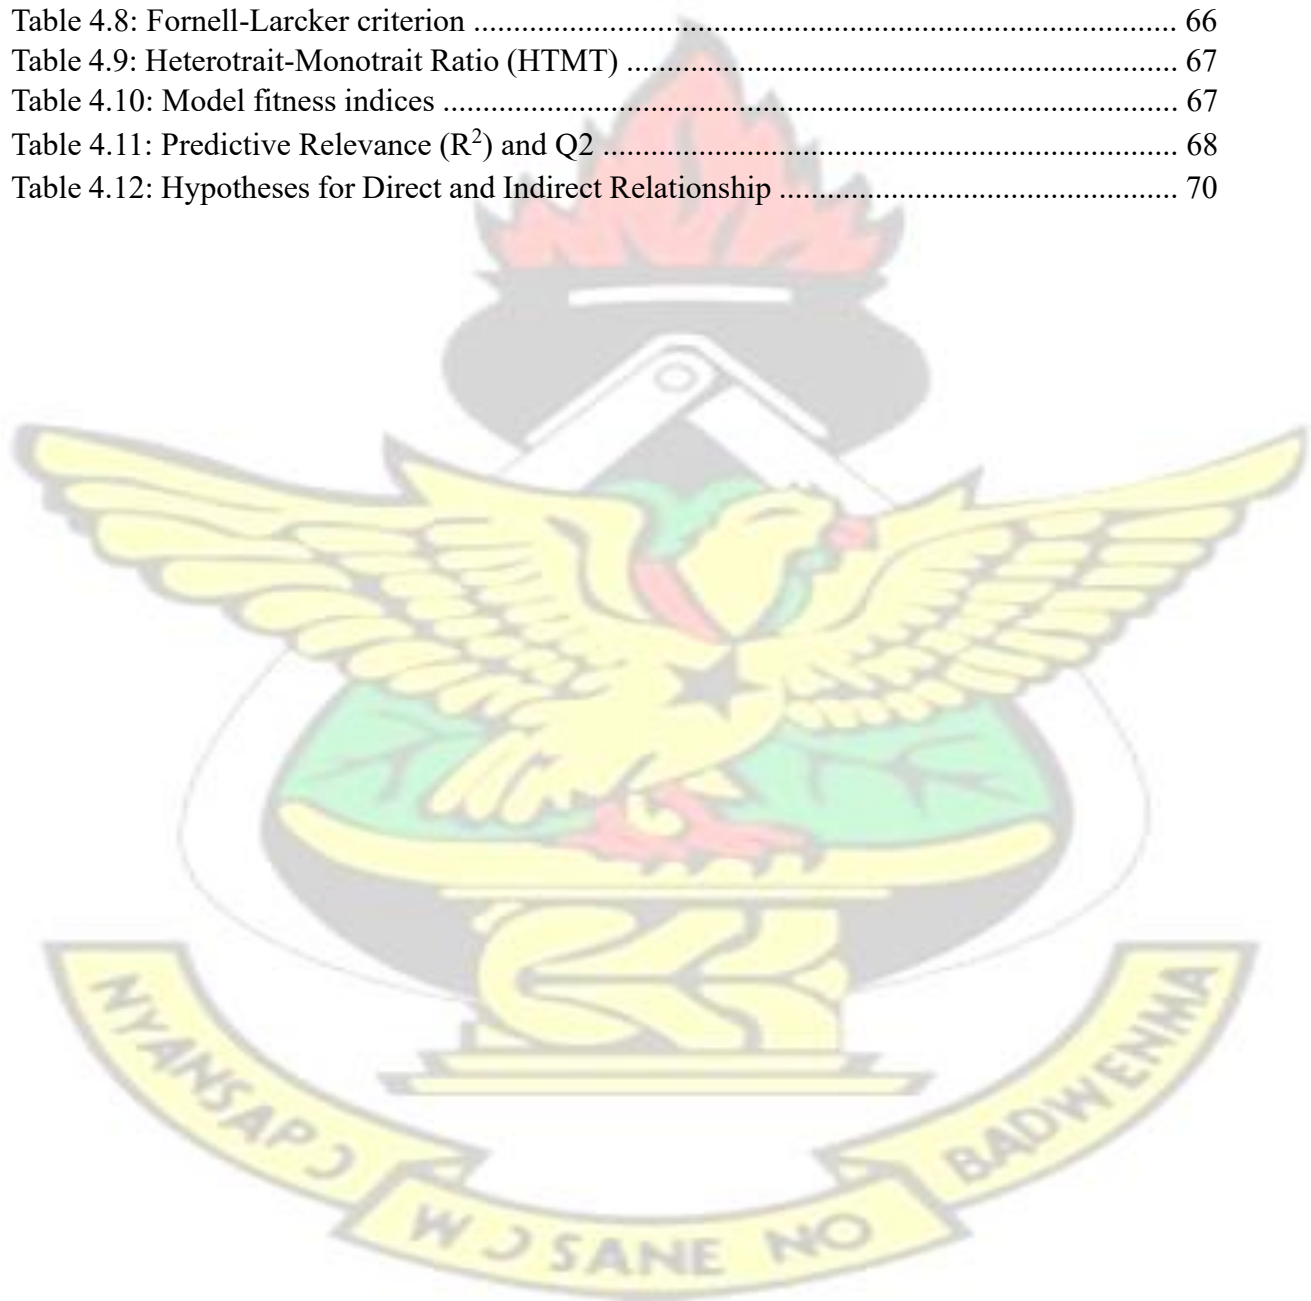 Table 4.8: Fornell-Larcker criterion .......................................................................................... 66
Table 4.9: Heterotrait-Monotrait Ratio (HTMT) ...................................................................... 67
Table 4.10: Model fitness indices .............................................................................................. 67
Table 4.11: Predictive Relevance (R²) and Q2 .......................................................................... 68
Table 4.12: Hypotheses for Direct and Indirect Relationship ................................................... 70
NYANSAPƆ
WƆSANE NO
BADWENMA